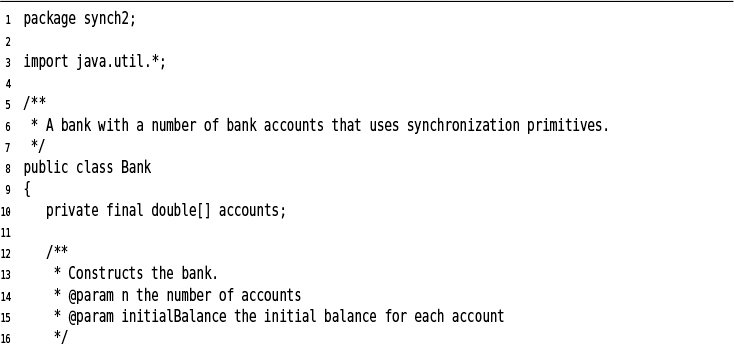 1 package synch2;
2
3 import java.util.*;
4
5 /**
6  * A bank with a number of bank accounts that uses synchronization primitives.
7  */
8 public class Bank
9 {
10    private final double[] accounts;
11
12    /**
13     * Constructs the bank.
14     * @param n the number of accounts
15     * @param initialBalance the initial balance for each account
16     */